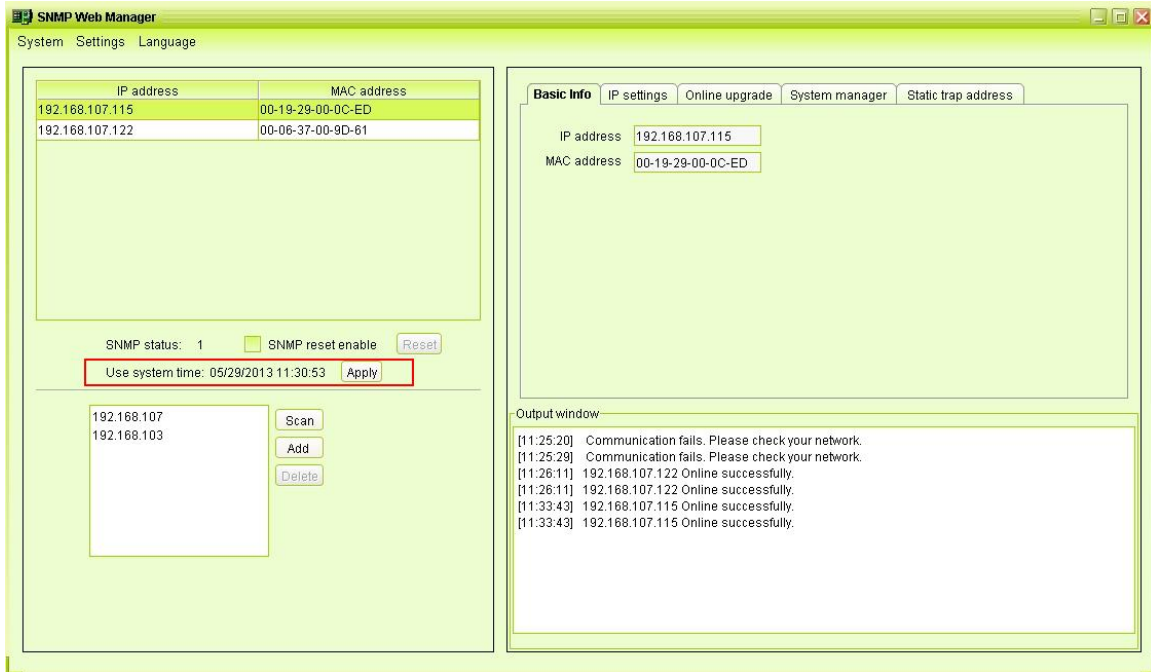 SNMP Web Manager
System Settings Language
IP address MAC address
192.168.107.115 00-19-29-00-0C-ED
192.168.107.122 00-06-37-00-9D-61
SNMP status: 1 SNMP reset enable Reset
Use system time: 05/29/2013 11:30:53 Apply
192.168.107
192.168.103
Scan
Add
Delete
Basic Info IP settings Online upgrade System manager Static trap address
IP address 192.168.107.115
MAC address 00-19-29-00-0C-ED
Output window
[11:25:20] Communication fails. Please check your network.
[11:25:29] Communication fails. Please check your network.
[11:26:11] 192.168.107.122 Online successfully.
[11:26:11] 192.168.107.122 Online successfully.
[11:33:43] 192.168.107.115 Online successfully.
[11:33:43] 192.168.107.115 Online successfully.